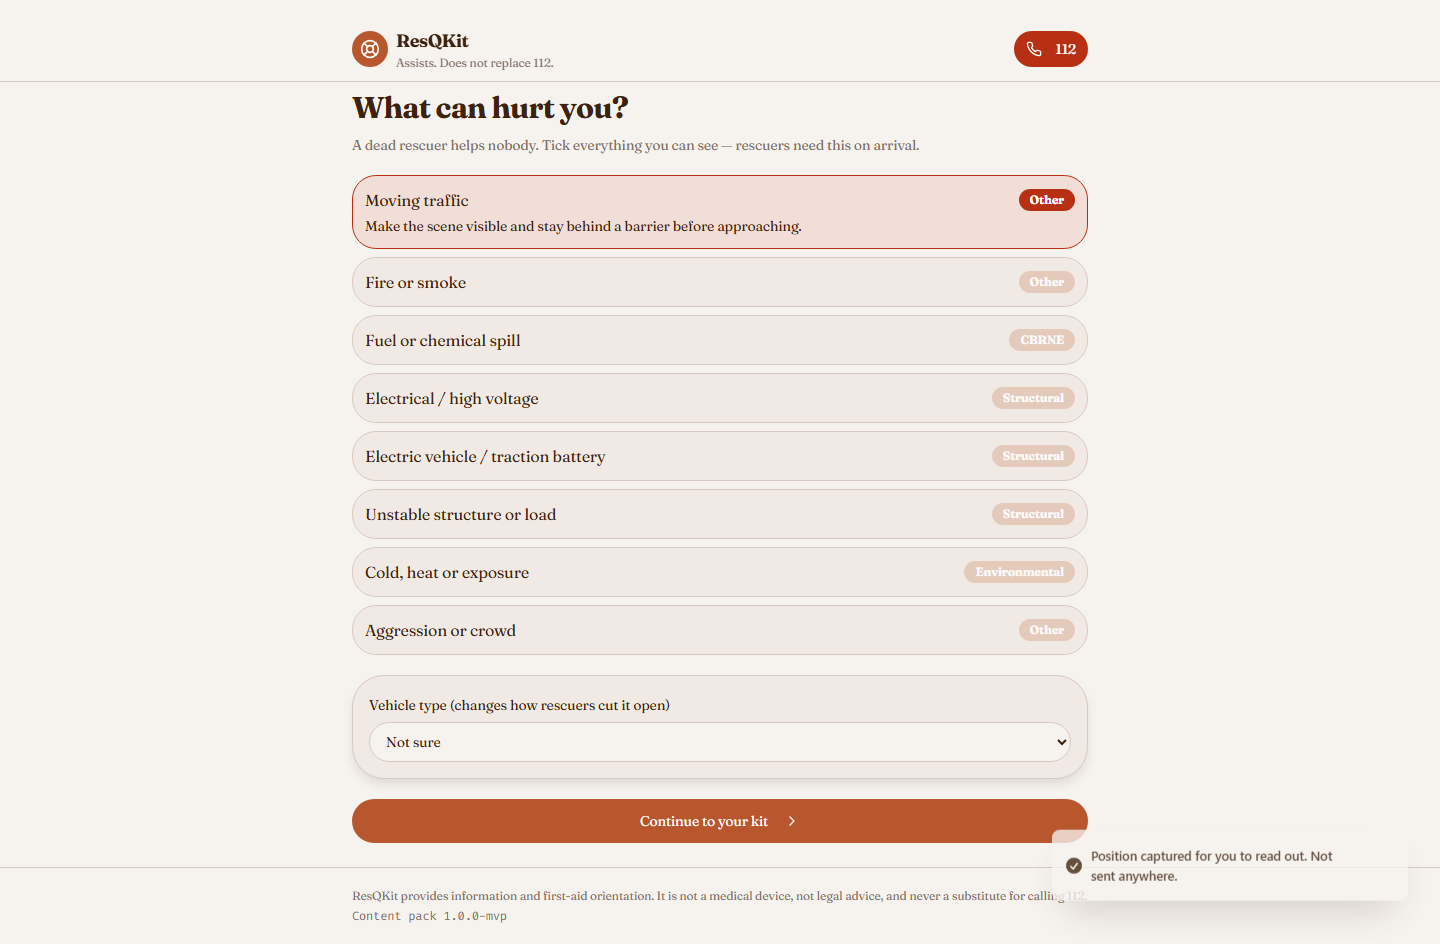 ResQKit
Assists. Does not replace 112.
112
What can hurt you?
A dead rescuer helps nobody. Tick everything you can see — rescuers need this on arrival.
Moving traffic
Other
Make the scene visible and stay behind a barrier before approaching.
Fire or smoke
Other
Fuel or chemical spill
CBRNE
Electrical / high voltage
Structural
Electric vehicle / traction battery
Structural
Unstable structure or load
Structural
Cold, heat or exposure
Environmental
Aggression or crowd
Other
Vehicle type (changes how rescuers cut it open)
Not sure
Continue to your kit
Position captured for you to read out. Not
sent anywhere.
ResQKit provides information and first-aid orientation. It is not a medical device, not legal advice, and never a substitute for calling 112.
Content pack 1.0.0-mvp